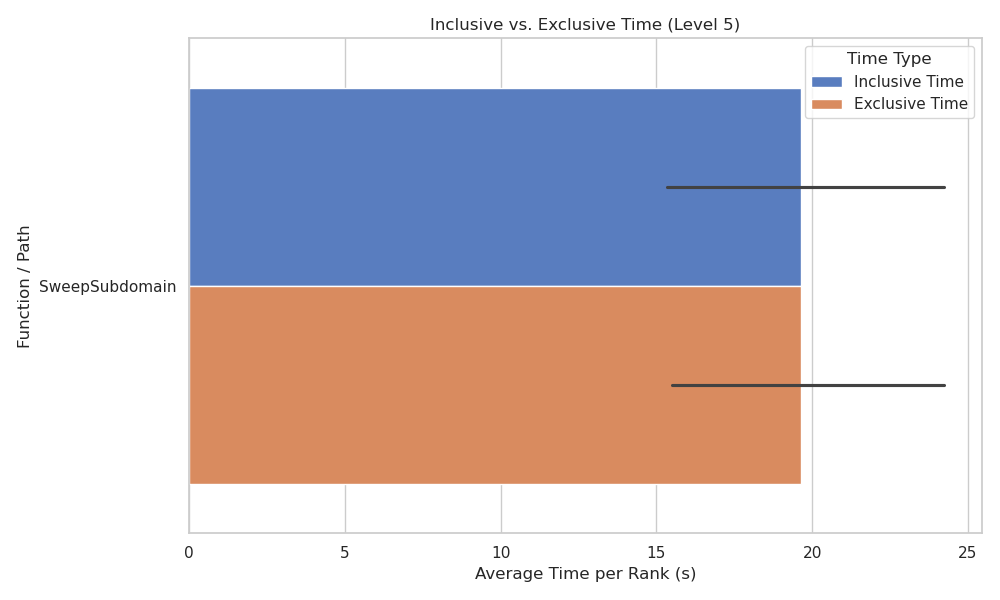 Inclusive vs. Exclusive Time (Level 5)
Time Type
Inclusive Time
Exclusive Time
Function / Path
SweepSubdomain
0 5 10 15 20 25
Average Time per Rank (s)